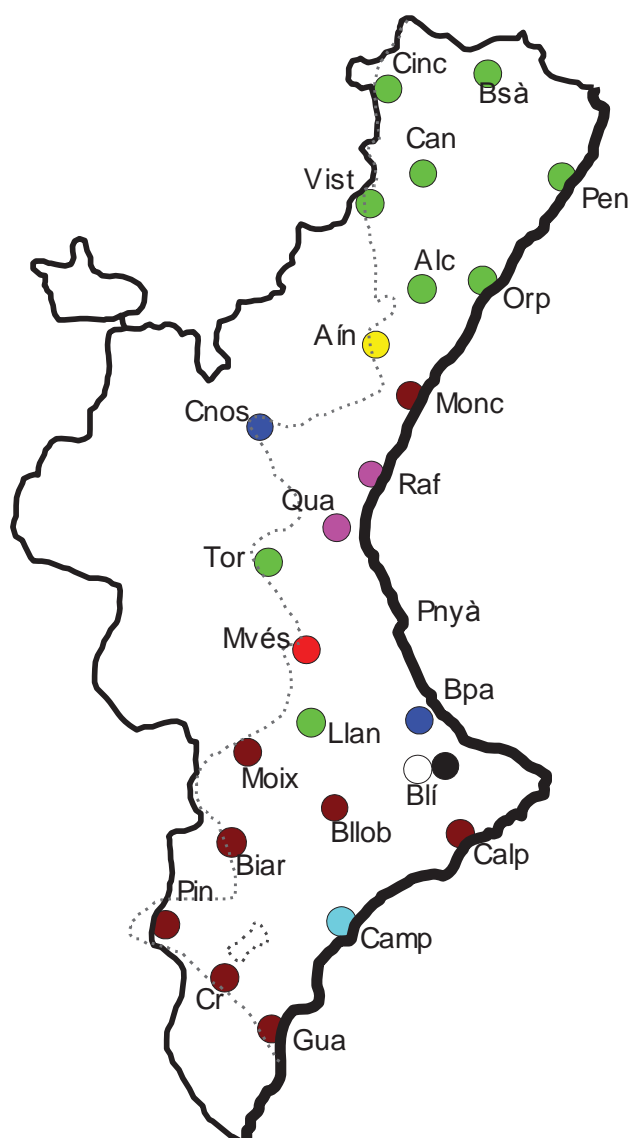 Cinc
Bsà
Can
Vist
Pen
Alc
Orp
Aín
Monc
Cnos
Raf
Qua
Tor
Pnyà
Mvés
Bpa
Llan
Moix
Blí
Bllob
Calp
Biar
Pin
Camp
Cr
Gua